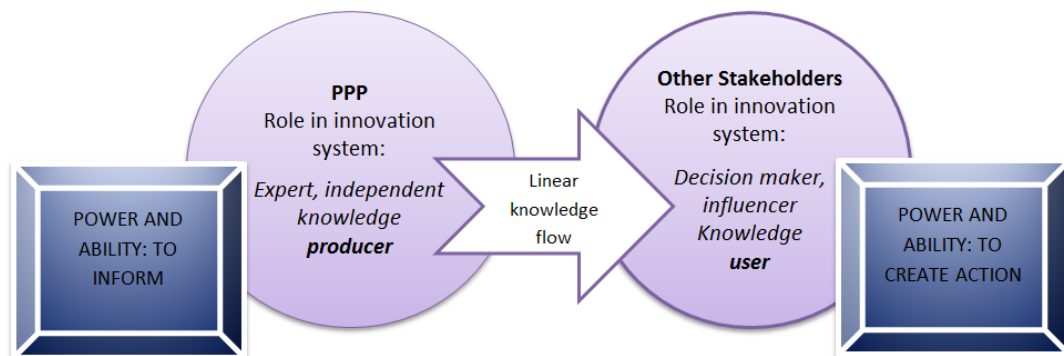 PPP
Role in innovation
system:
Expert, independent
knowledge
producer
POWER AND
ABILITY: TO
INFORM
Linear
knowledge
flow
Other Stakeholders
Role in innovation
system:
Decision maker,
influencer
Knowledge
user
POWER AND
ABILITY: TO
CREATE ACTION